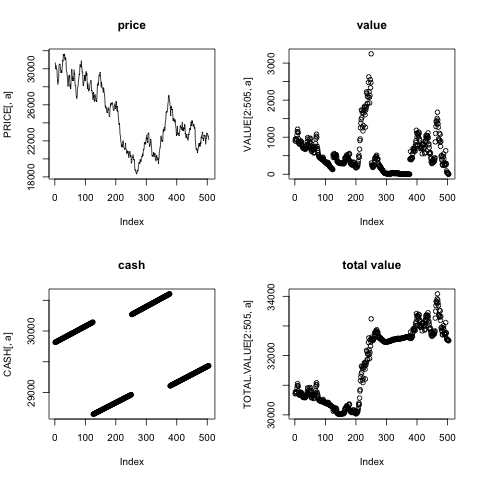 price
PRICE[, a]
18000 22000 26000 30000
0 100 200 300 400 500
Index
value
VALUE[2:505, a]
0 1000 2000 3000
0 100 200 300 400 500
Index
cash
CASH[, a]
29000 30000
0 100 200 300 400 500
Index
total value
TOTAL.VALUE[2:505, a]
30000 32000 34000
0 100 200 300 400 500
Index